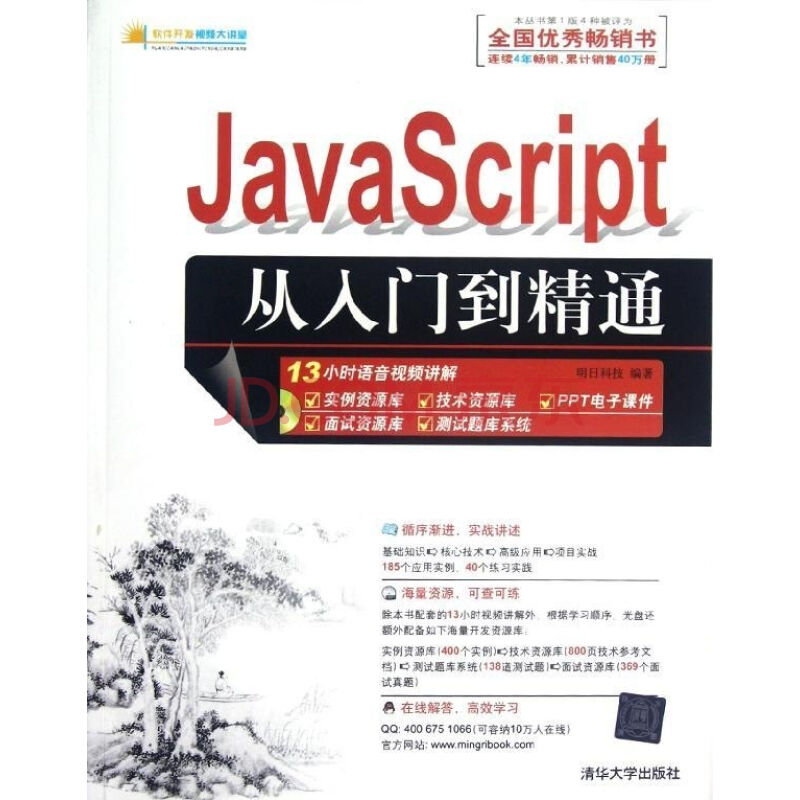 软件开发视频大讲堂
本丛书第1版4种被评为
全国优秀畅销书
连续4年畅销，累计销售40万册
JavaScript
从入门到精通
13小时语音视频讲解
明日科技 编著
实例资源库 技术资源库 PPT电子课件
面试资源库 测试题库系统
循序渐进，实战讲述
基础知识⇨核心技术⇨高级应用⇨项目实战
185个应用实例，40个练习实践
海量资源，可查可练
除本书配套的13小时视频讲解外，根据学习顺序，光盘还
额外配备如下海量开发资源库：
实例资源库(400个实例)⇨技术资源库(800页技术参考文
档)⇨测试题库系统(138道测试题)⇨面试资源库(369个面
试真题)
在线解答，高效学习
QQ: 400 675 1066(可容纳10万人在线)
官方网站: www.mingribook.com
清华大学出版社